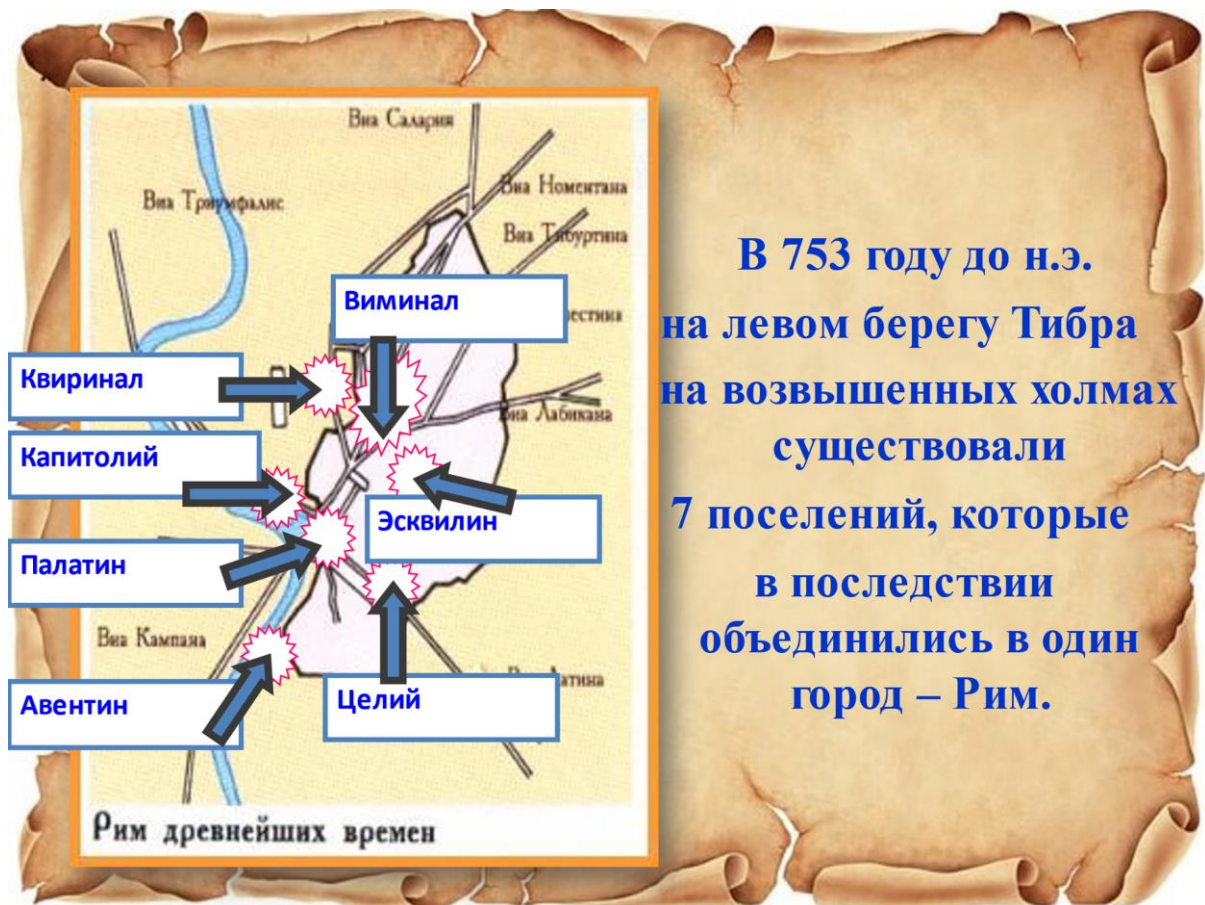 Виа Салария
Виа Номентана
Виа Триумфалис
Виа Тибуртина
Виминал
Квиринал
Виа Лабикана
Капитолий
Эсквилин
Палатин
Виа Кампана
Авентин
Целий
Рим древнейших времен
В 753 году до н.э.
на левом берегу Тибра
на возвышенных холмах
существовали
7 поселений, которые
в последствии
объединились в один
город – Рим.